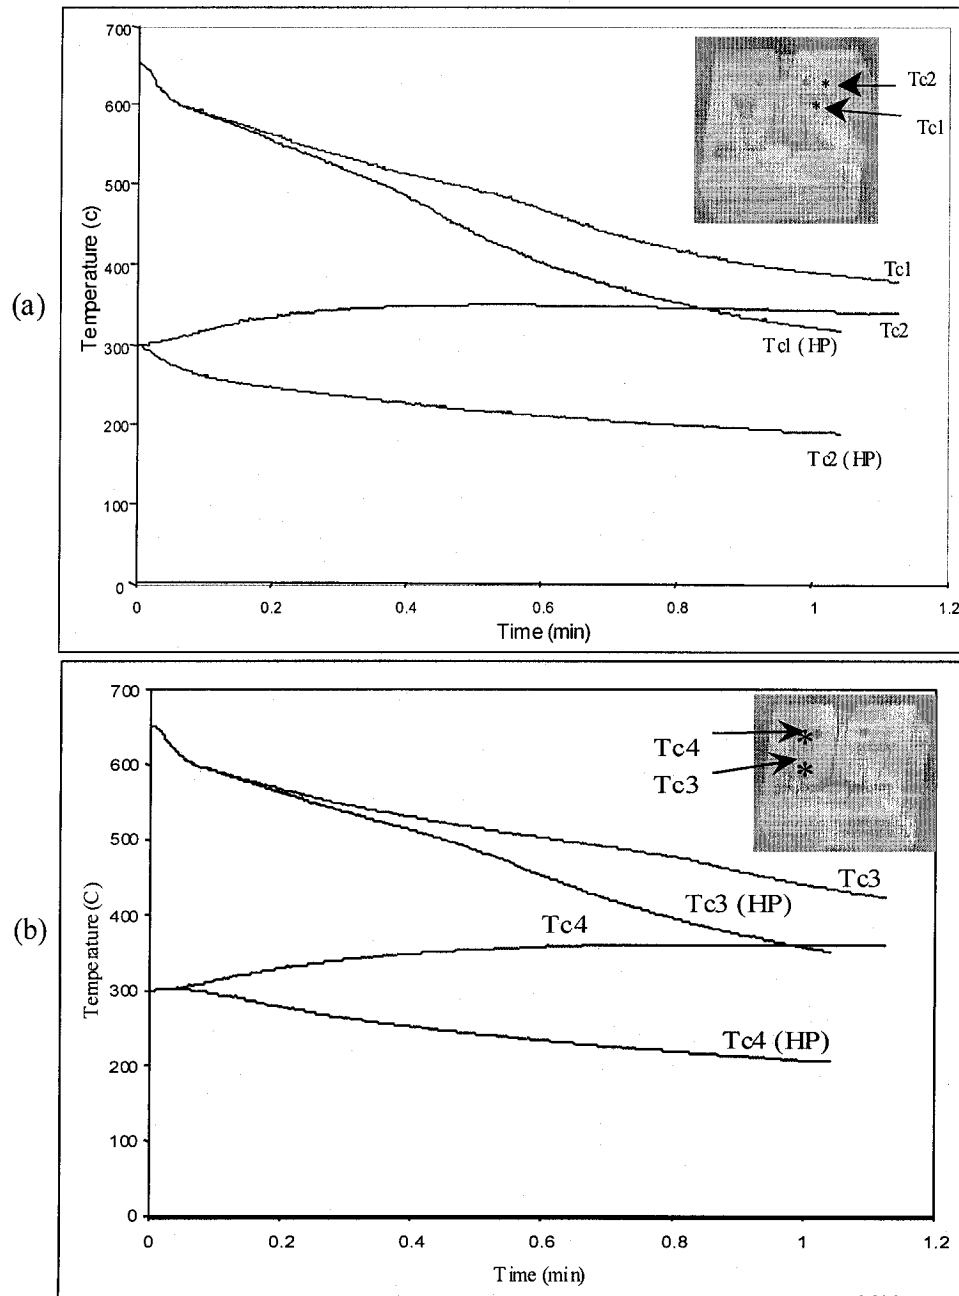 (a)
Temperature (c)
700
600
500
400
300
200
100
0
0 0.2 0.4 0.6 0.8 1 1.2
Time (min)
Tc2
Tc1
Tc1
Tc2
Tc1 (HP)
Tc2 (HP)
(b)
Temperature (C)
700
600
500
400
300
200
100
0
0 0.2 0.4 0.6 0.8 1 1.2
Time (min)
Tc4
Tc3
Tc3
Tc3 (HP)
Tc4
Tc4 (HP)